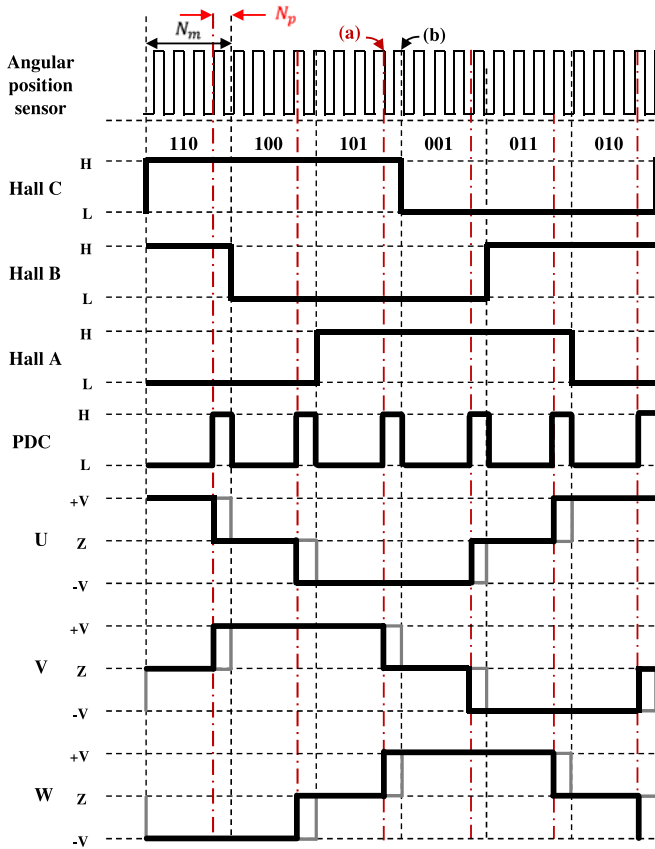 N_p
N_m
(a)
(b)
Angular
position
sensor
110 100 101 001 011 010
H
Hall C
L
H
Hall B
L
H
Hall A
L
H
PDC
L
+V
U Z
-V
+V
V Z
-V
+V
W Z
-V